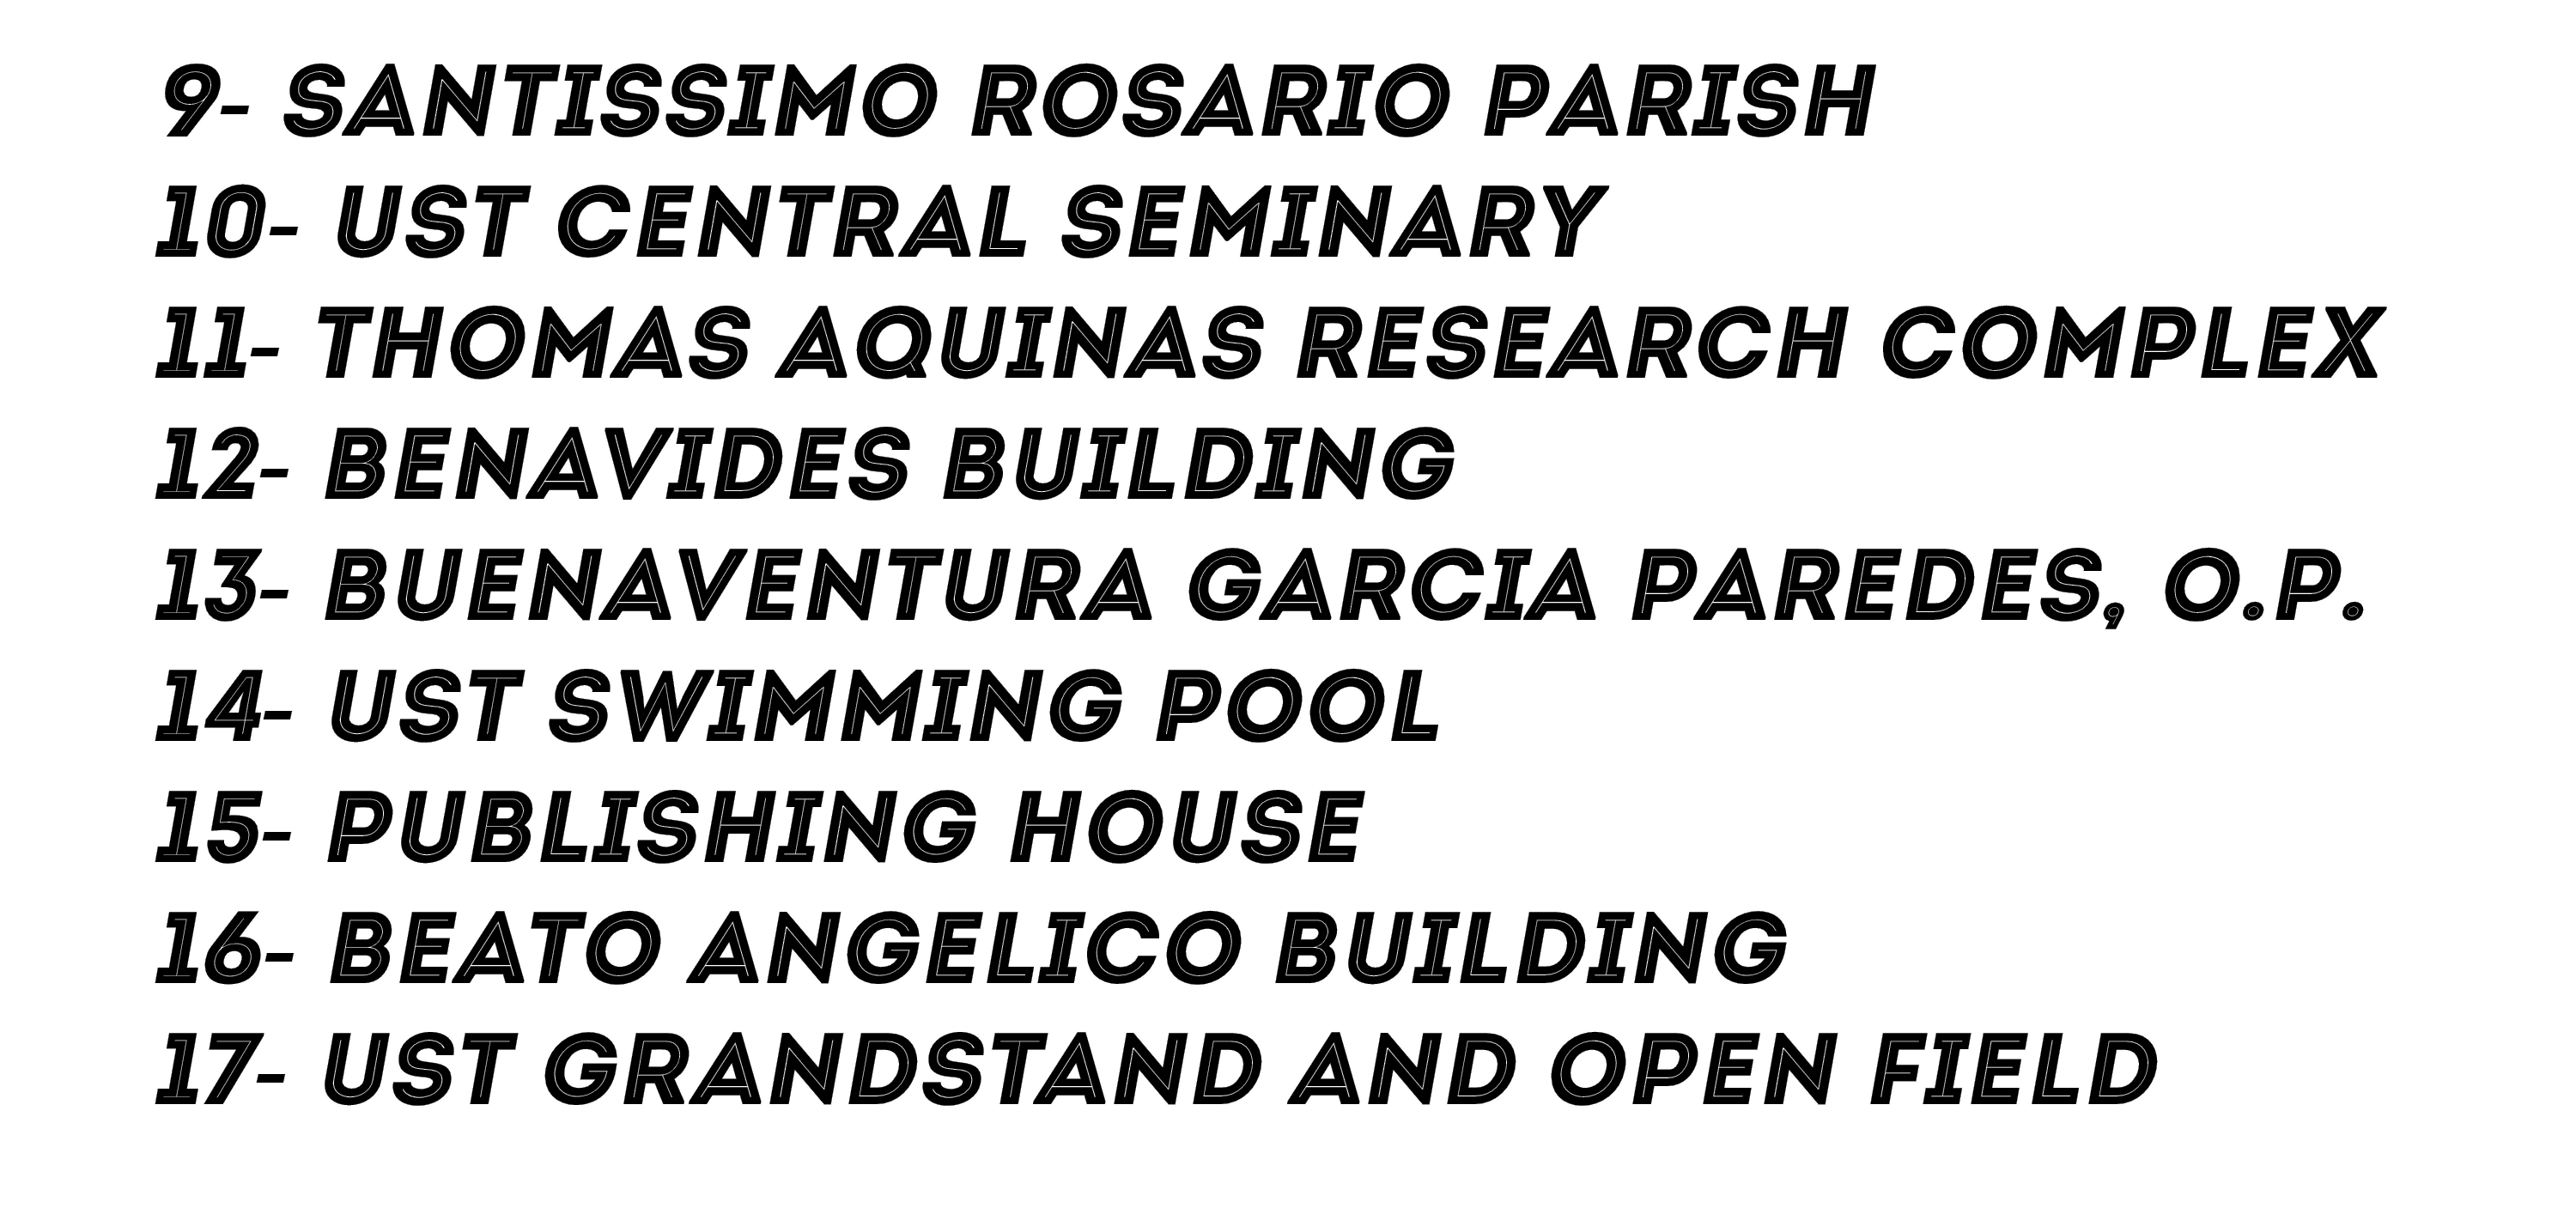 9- SANTISSIMO ROSARIO PARISH
10- UST CENTRAL SEMINARY
11- THOMAS AQUINAS RESEARCH COMPLEX
12- BENAVIDES BUILDING
13- BUENAVENTURA GARCIA PAREDES, O.P.
14- UST SWIMMING POOL
15- PUBLISHING HOUSE
16- BEATO ANGELICO BUILDING
17- UST GRANDSTAND AND OPEN FIELD